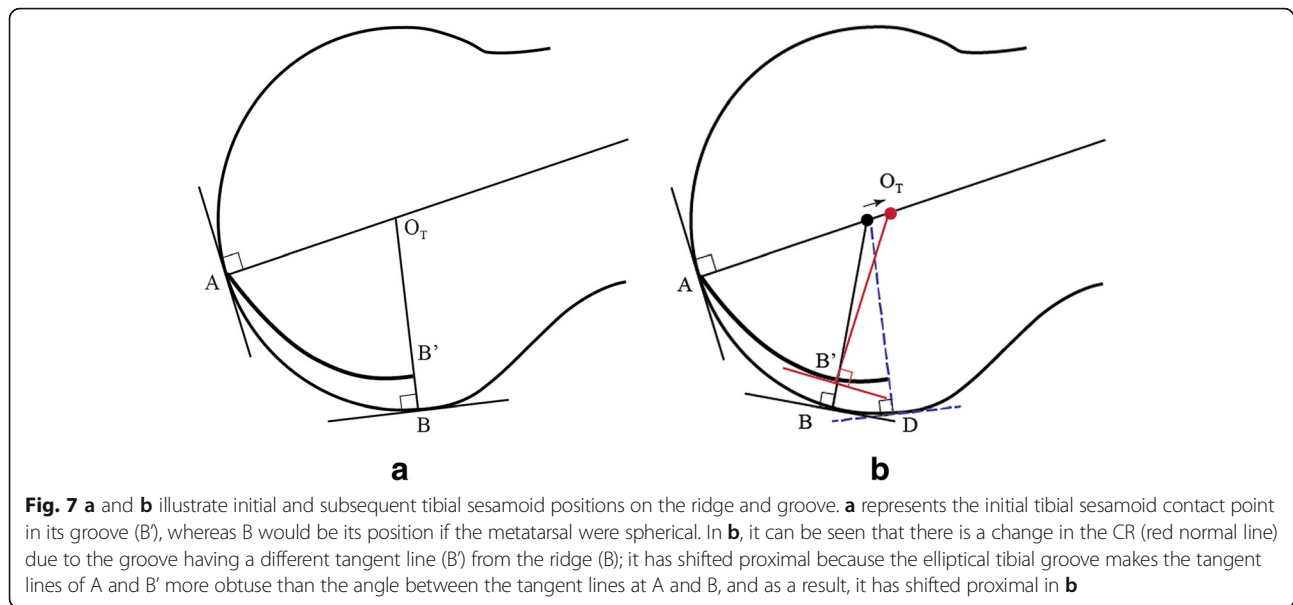 O_T
O_T
A
A
B’
B’
B
B
D
a
b
Fig. 7 a and b illustrate initial and subsequent tibial sesamoid positions on the ridge and groove. a represents the initial tibial sesamoid contact point
in its groove (B’), whereas B would be its position if the metatarsal were spherical. In b, it can be seen that there is a change in the CR (red normal line)
due to the groove having a different tangent line (B’) from the ridge (B); it has shifted proximal because the elliptical tibial groove makes the tangent
lines of A and B’ more obtuse than the angle between the tangent lines at A and B, and as a result, it has shifted proximal in b